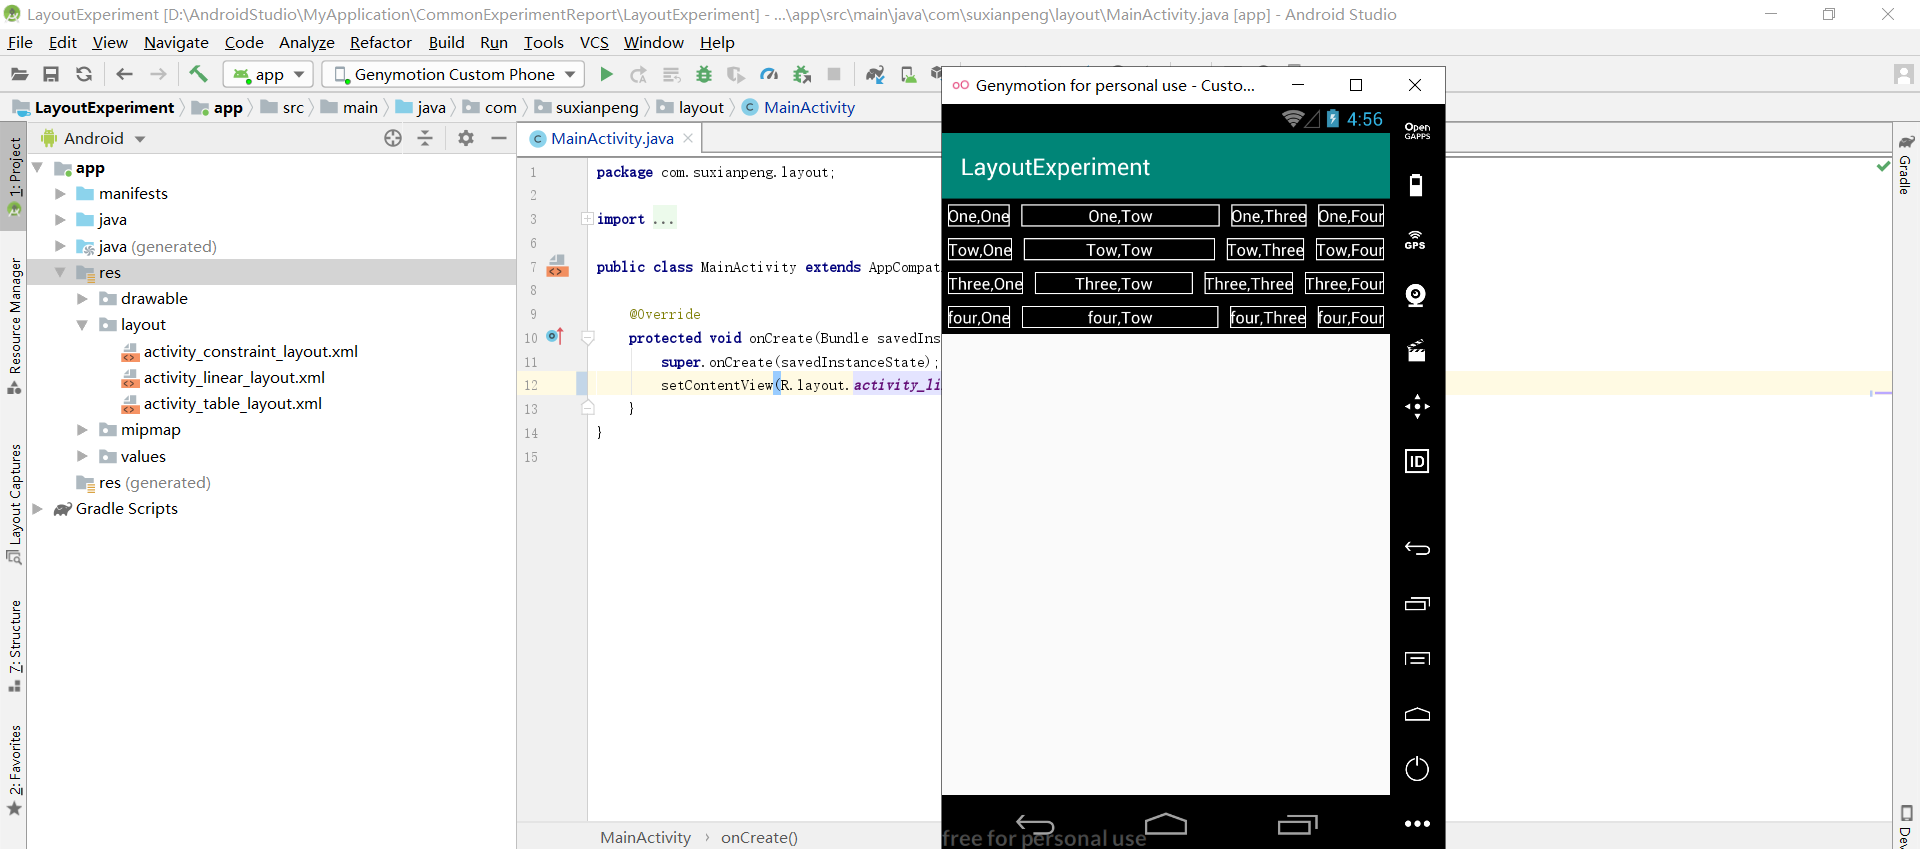 LayoutExperiment [D:\AndroidStudio\MyApplication\CommonExperimentReport\LayoutExperiment] - ...\app\src\main\java\com\suxianpeng\layout\MainActivity.java [app] - Android Studio
File Edit View Navigate Code Analyze Refactor Build Run Tools VCS Window Help
app Genymotion Custom Phone
LayoutExperiment app src main java com suxianpeng layout MainActivity
Android
MainActivity.java
1: Project
Resource Manager
Layout Captures
7: Structure
2: Favorites
app
manifests
java
java (generated)
res
drawable
layout
activity_constraint_layout.xml
activity_linear_layout.xml
activity_table_layout.xml
mipmap
values
res (generated)
Gradle Scripts
1 package com.suxianpeng.layout;
2
3 import ...
6
7 public class MainActivity extends AppCompat
8
9 @Override
10 protected void onCreate(Bundle savedIns
11 super.onCreate(savedInstanceState);
12 setContentView(R.layout.activity_li
13 }
14 }
15
MainActivity › onCreate()
Genymotion for personal use - Custo...
4:56
LayoutExperiment
One,One One,Tow One,Three One,Four
Tow,One Tow,Tow Tow,Three Tow,Four
Three,One Three,Tow Three,Three Three,Four
four,One four,Tow four,Three four,Four
free for personal use
Open
GAPPS
GPS
ID
Gradle